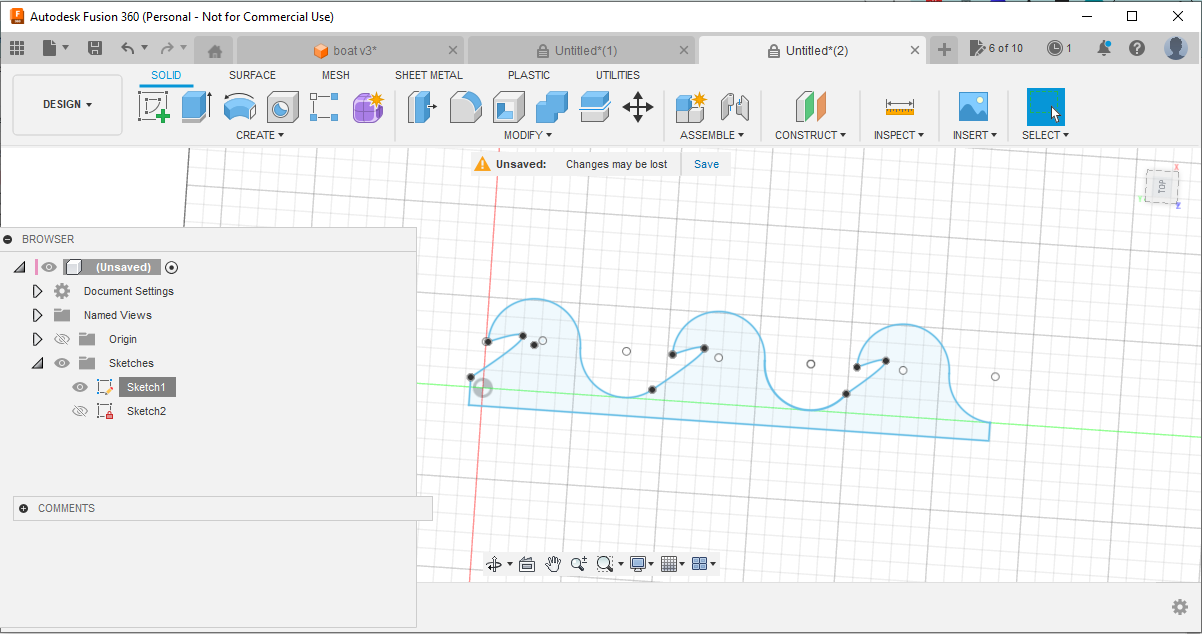 Autodesk Fusion 360 (Personal - Not for Commercial Use)
boat v3*
Untitled*(1)
Untitled*(2)
6 of 10
1
DESIGN
SOLID
SURFACE
MESH
SHEET METAL
PLASTIC
UTILITIES
CREATE
MODIFY
ASSEMBLE
CONSTRUCT
INSPECT
INSERT
SELECT
Unsaved:
Changes may be lost
Save
X
TOP
Y
Z
BROWSER
(Unsaved)
Document Settings
Named Views
Origin
Sketches
Sketch1
Sketch2
COMMENTS